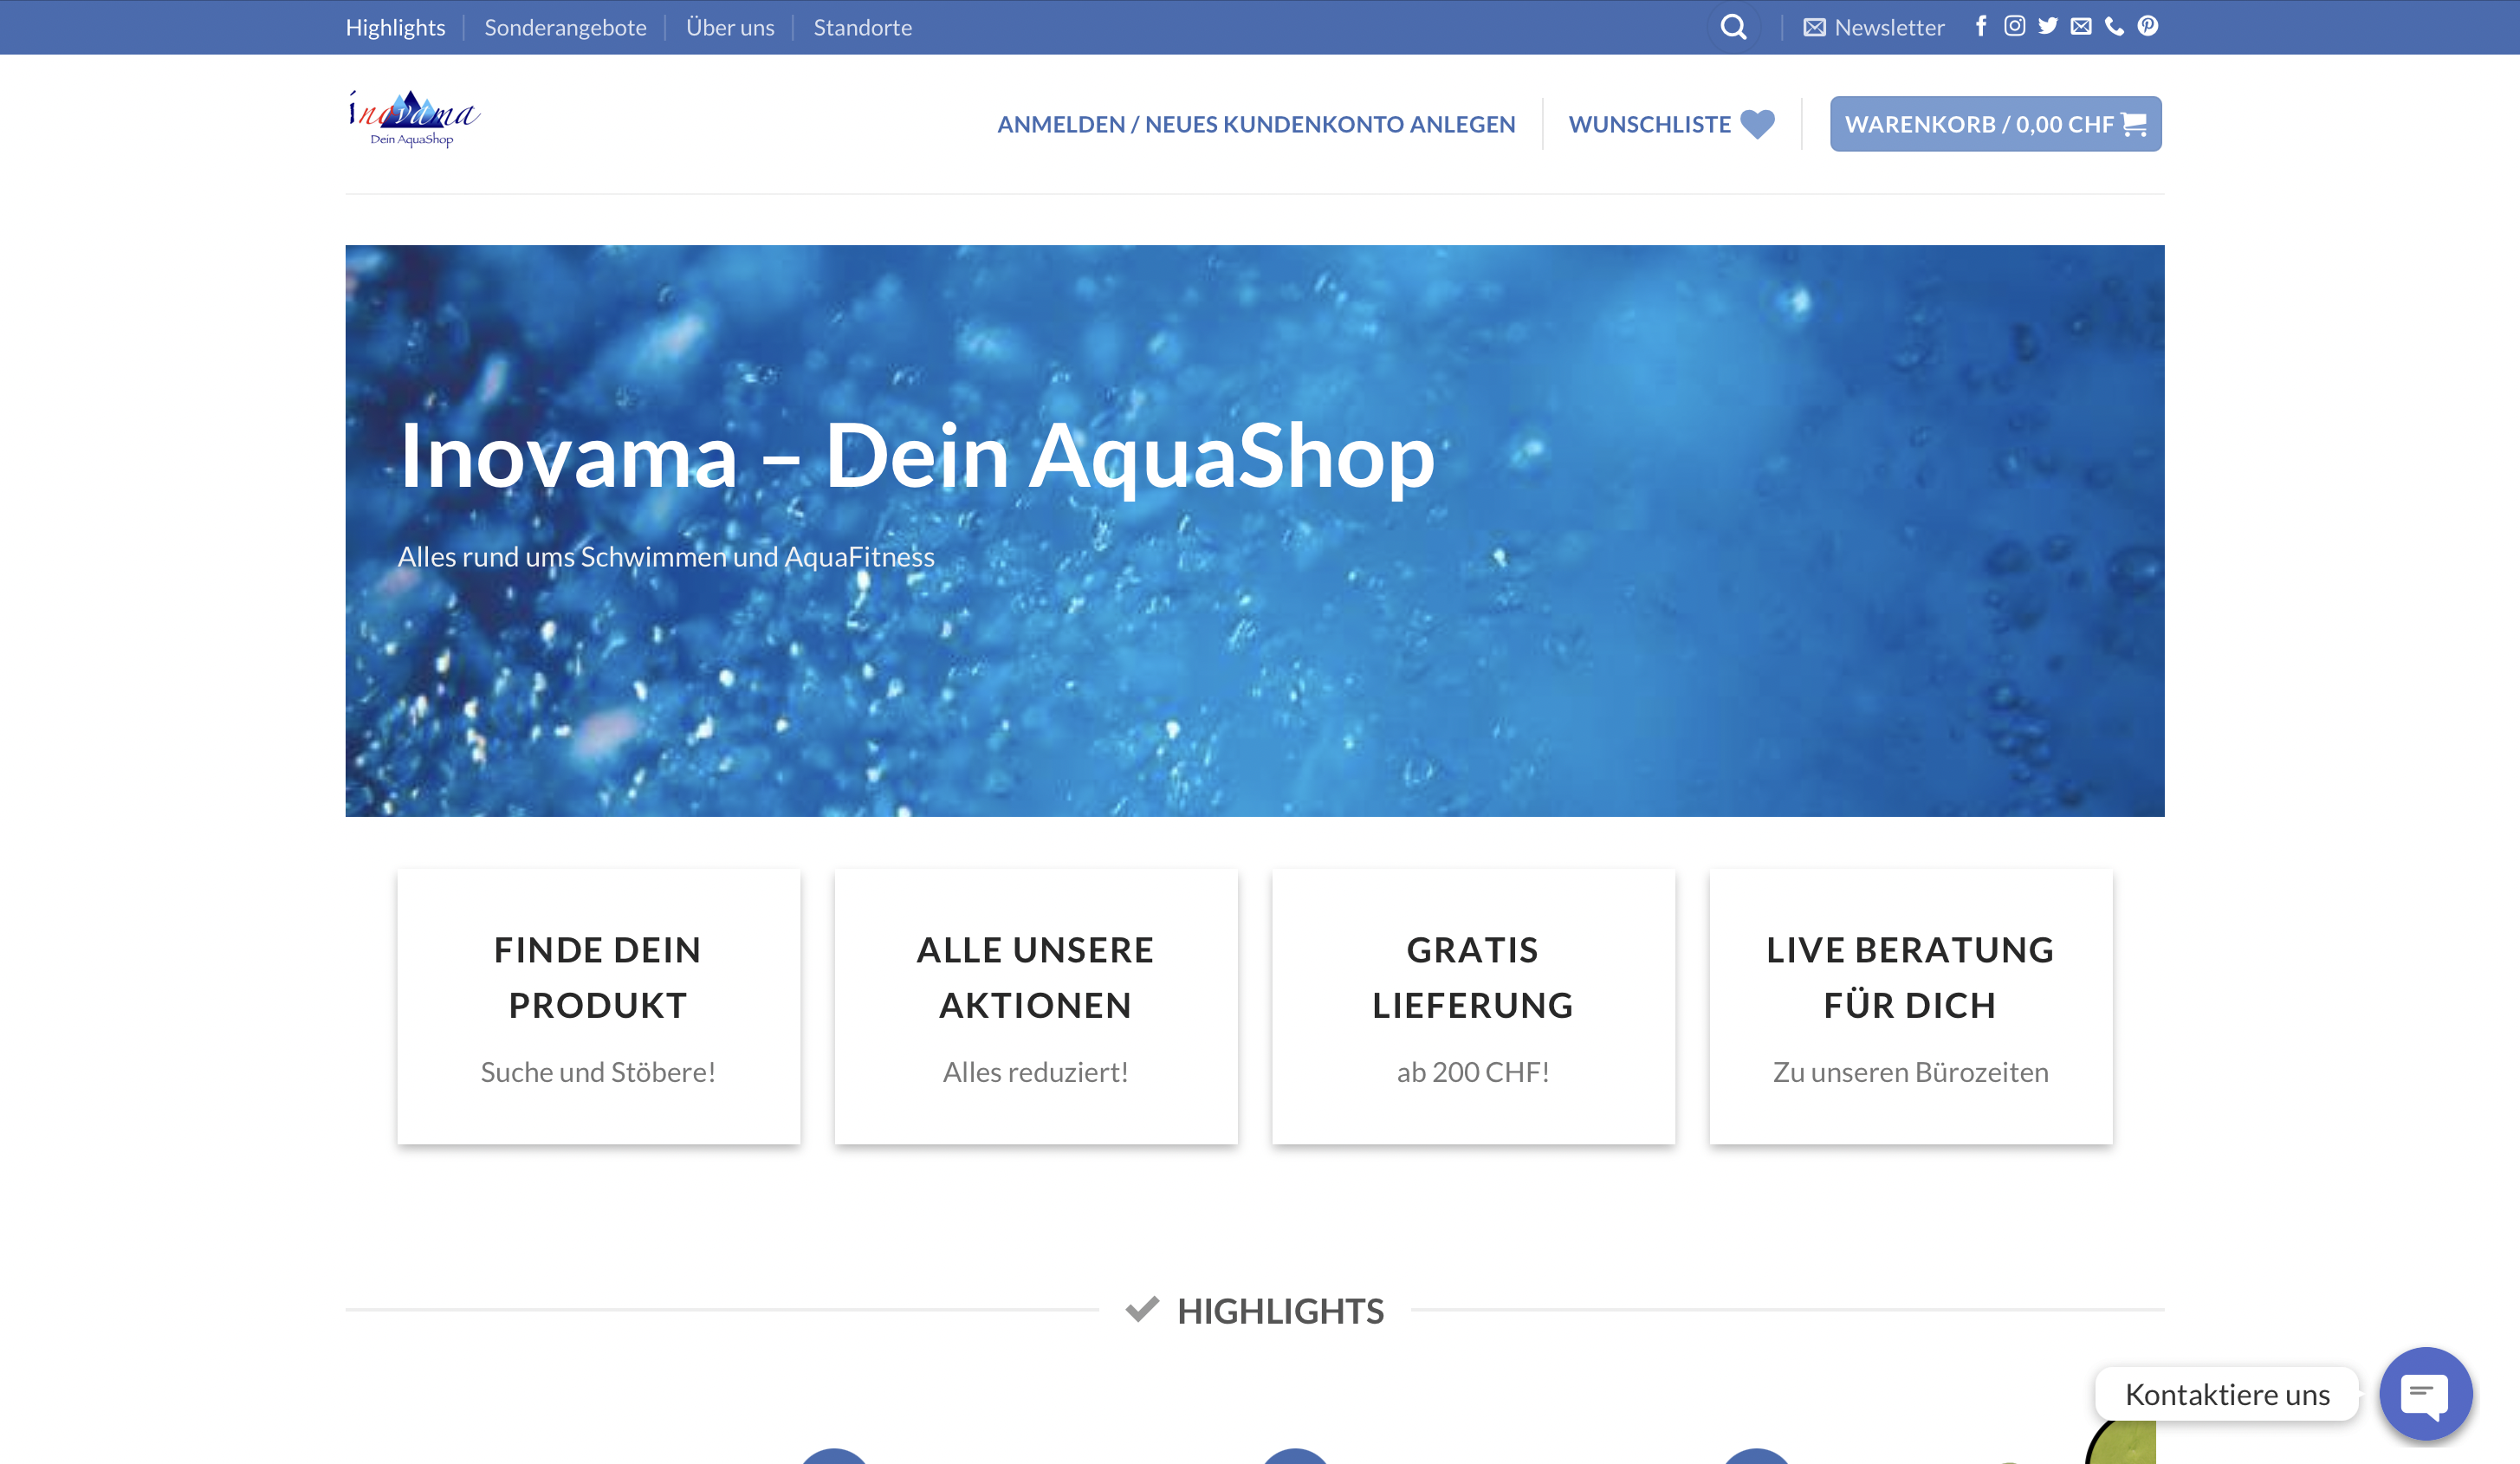 Highlights
Sonderangebote
Über uns
Standorte
Newsletter
inovama
Dein AquaShop
ANMELDEN / NEUES KUNDENKONTO ANLEGEN
WUNSCHLISTE
WARENKORB / 0,00 CHF
Inovama – Dein AquaShop
Alles rund ums Schwimmen und AquaFitness
FINDE DEIN
PRODUKT
Suche und Stöbere!
ALLE UNSERE
AKTIONEN
Alles reduziert!
GRATIS
LIEFERUNG
ab 200 CHF!
LIVE BERATUNG
FÜR DICH
Zu unseren Bürozeiten
HIGHLIGHTS
Kontaktiere uns